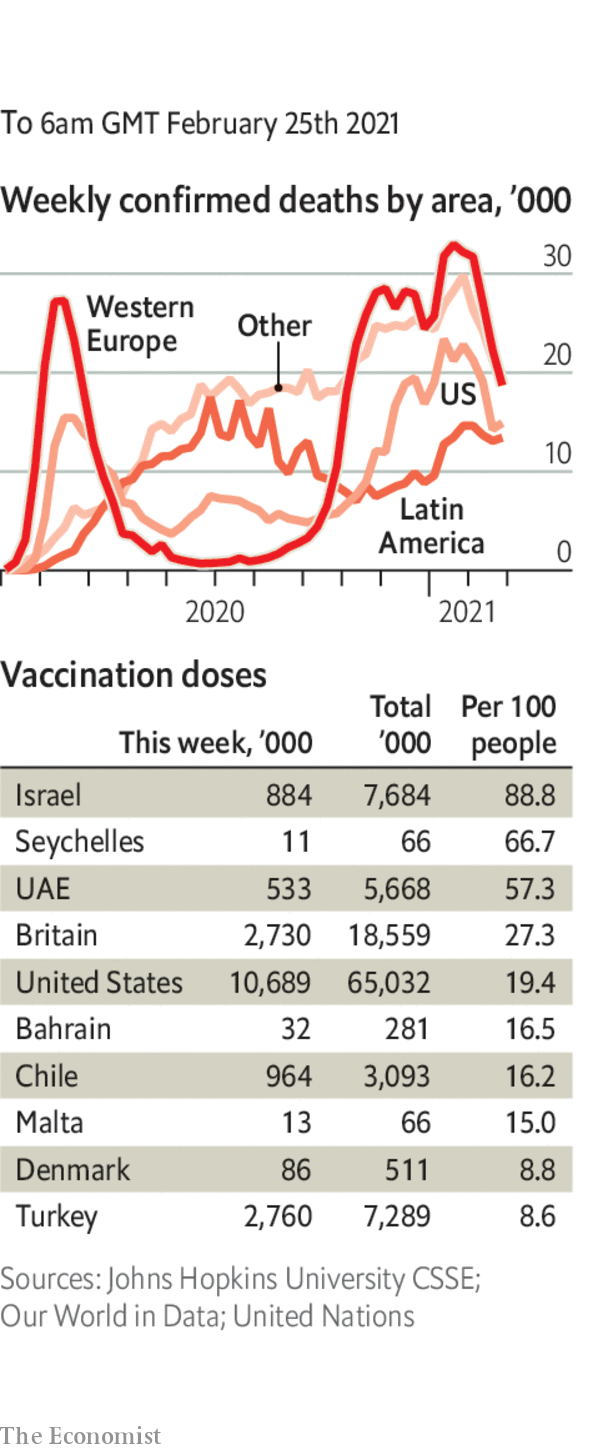 To 6am GMT February 25th 2021
Weekly confirmed deaths by area, ’000
30
Western
Europe
Other
20
US
10
Latin
America
0
2020 2021
Vaccination doses
This week, ’000 Total ’000 Per 100 people
Israel 884 7,684 88.8
Seychelles 11 66 66.7
UAE 533 5,668 57.3
Britain 2,730 18,559 27.3
United States 10,689 65,032 19.4
Bahrain 32 281 16.5
Chile 964 3,093 16.2
Malta 13 66 15.0
Denmark 86 511 8.8
Turkey 2,760 7,289 8.6
Sources: Johns Hopkins University CSSE;
Our World in Data; United Nations
The Economist